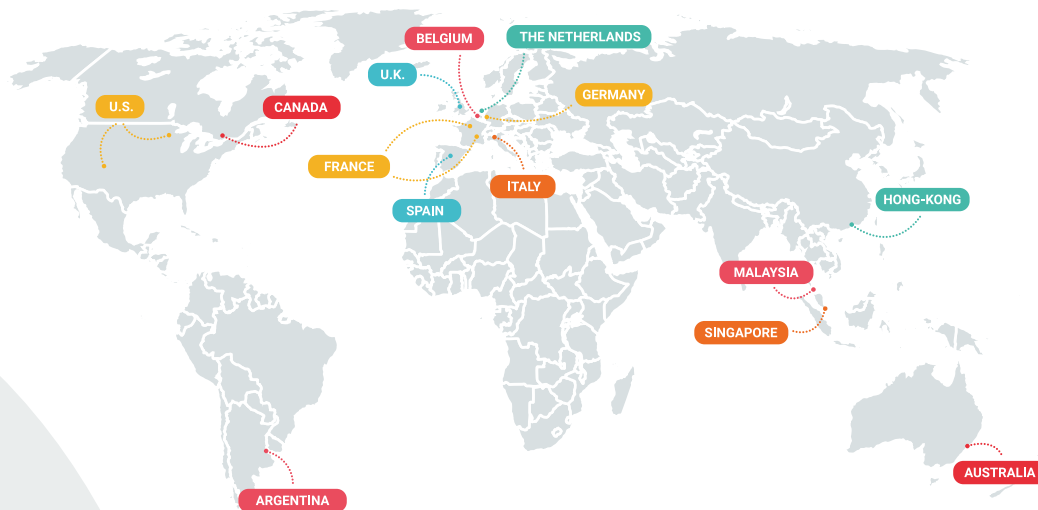 BELGIUM
THE NETHERLANDS
U.K.
GERMANY
U.S.
CANADA
FRANCE
ITALY
SPAIN
HONG-KONG
MALAYSIA
SINGAPORE
AUSTRALIA
ARGENTINA